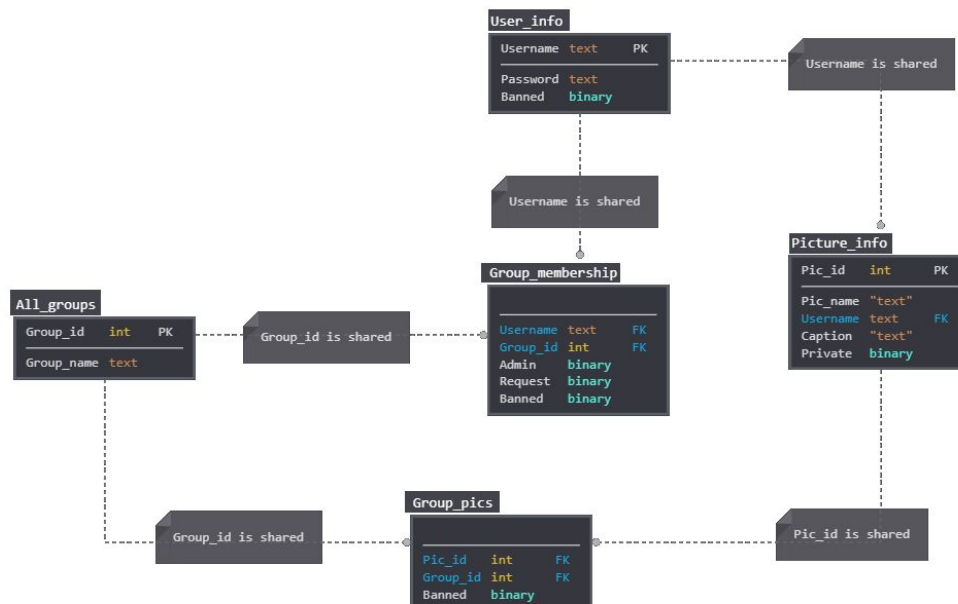 User_info
Username text PK
Password text
Banned binary
Username is shared
Username is shared
Picture_info
Pic_id int PK
Pic_name "text"
Username text FK
Caption "text"
Private binary
Group_membership
Username text FK
Group_id int FK
Admin binary
Request binary
Banned binary
All_groups
Group_id int PK
Group_name text
Group_id is shared
Group_pics
Pic_id int FK
Group_id int FK
Banned binary
Group_id is shared
Pic_id is shared